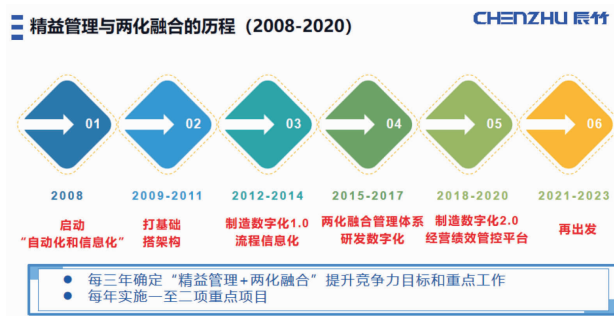 精益管理与两化融合的历程（2008-2020）
CHENZHU 辰竹
01
02
03
04
05
06
2008
2009-2011
2012-2014
2015-2017
2018-2020
2021-2023
启动
“自动化和信息化”
打基础
搭架构
制造数字化1.0
流程信息化
两化融合管理体系
研发数字化
制造数字化2.0
经营绩效管控平台
再出发
● 每三年确定“精益管理+两化融合”提升竞争力目标和重点工作
● 每年实施一至二项重点项目